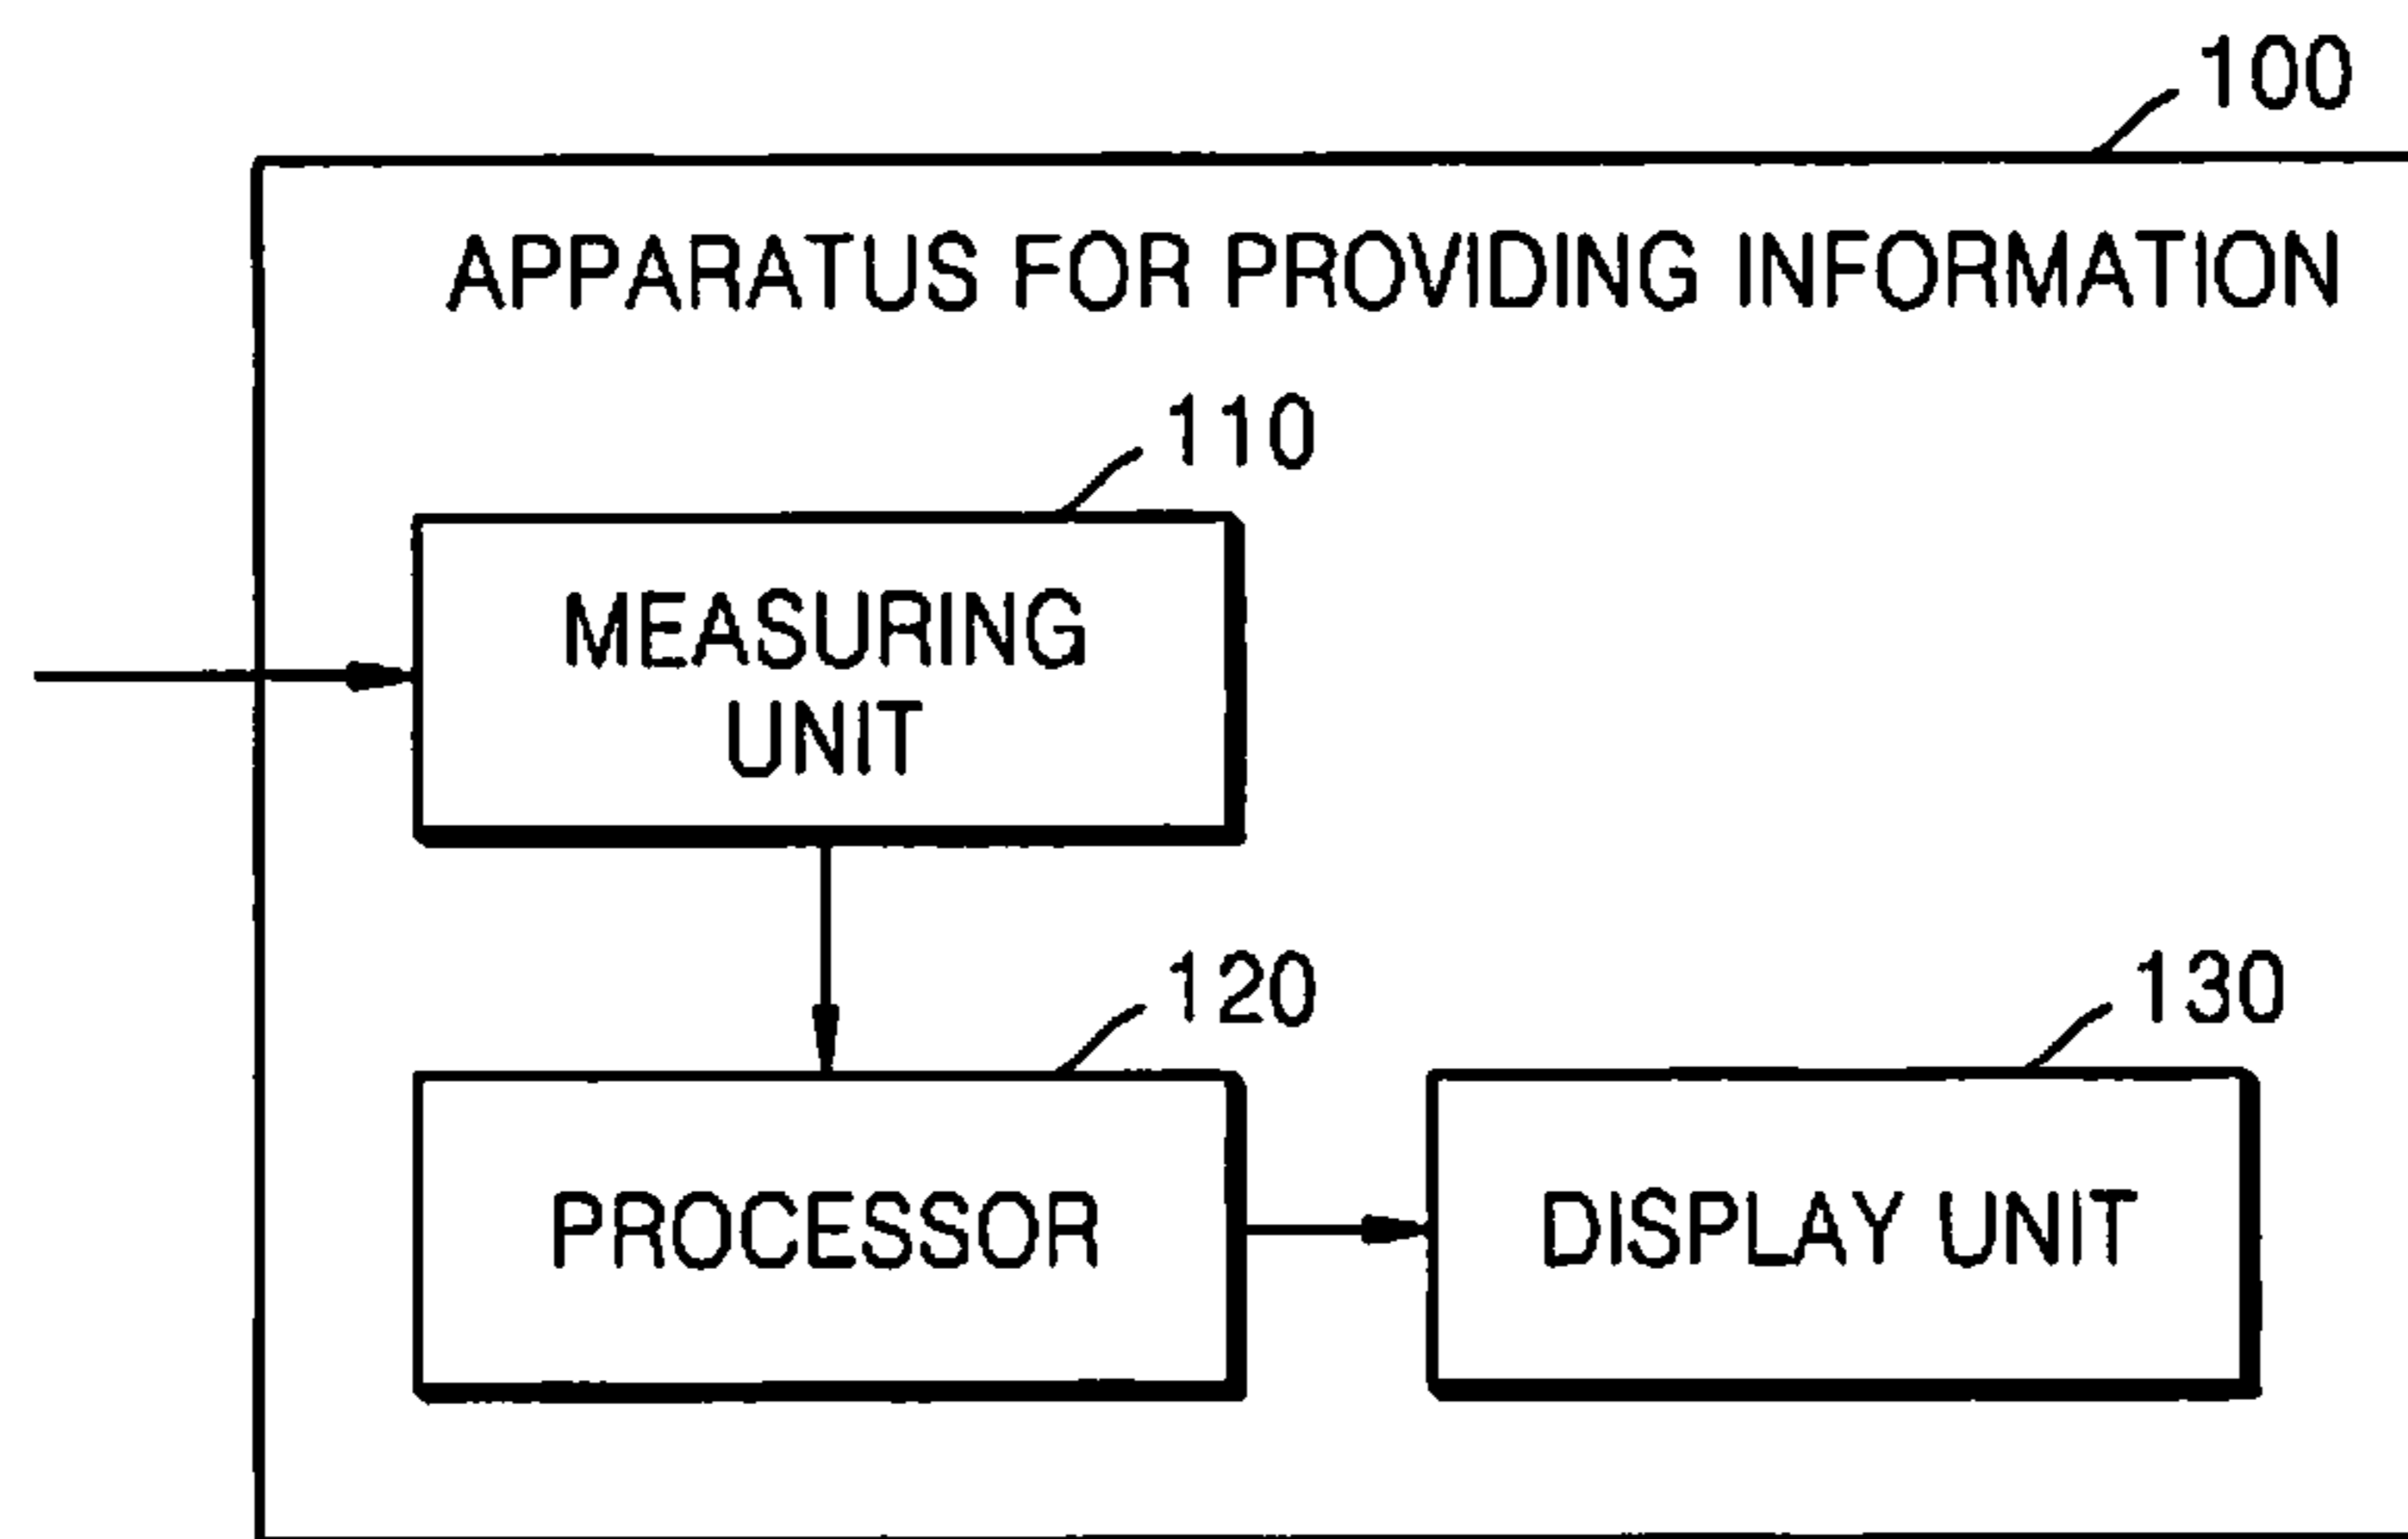 100
APPARATUS FOR PROVIDING INFORMATION
110
MEASURING
UNIT
120
130
PROCESSOR
DISPLAY UNIT